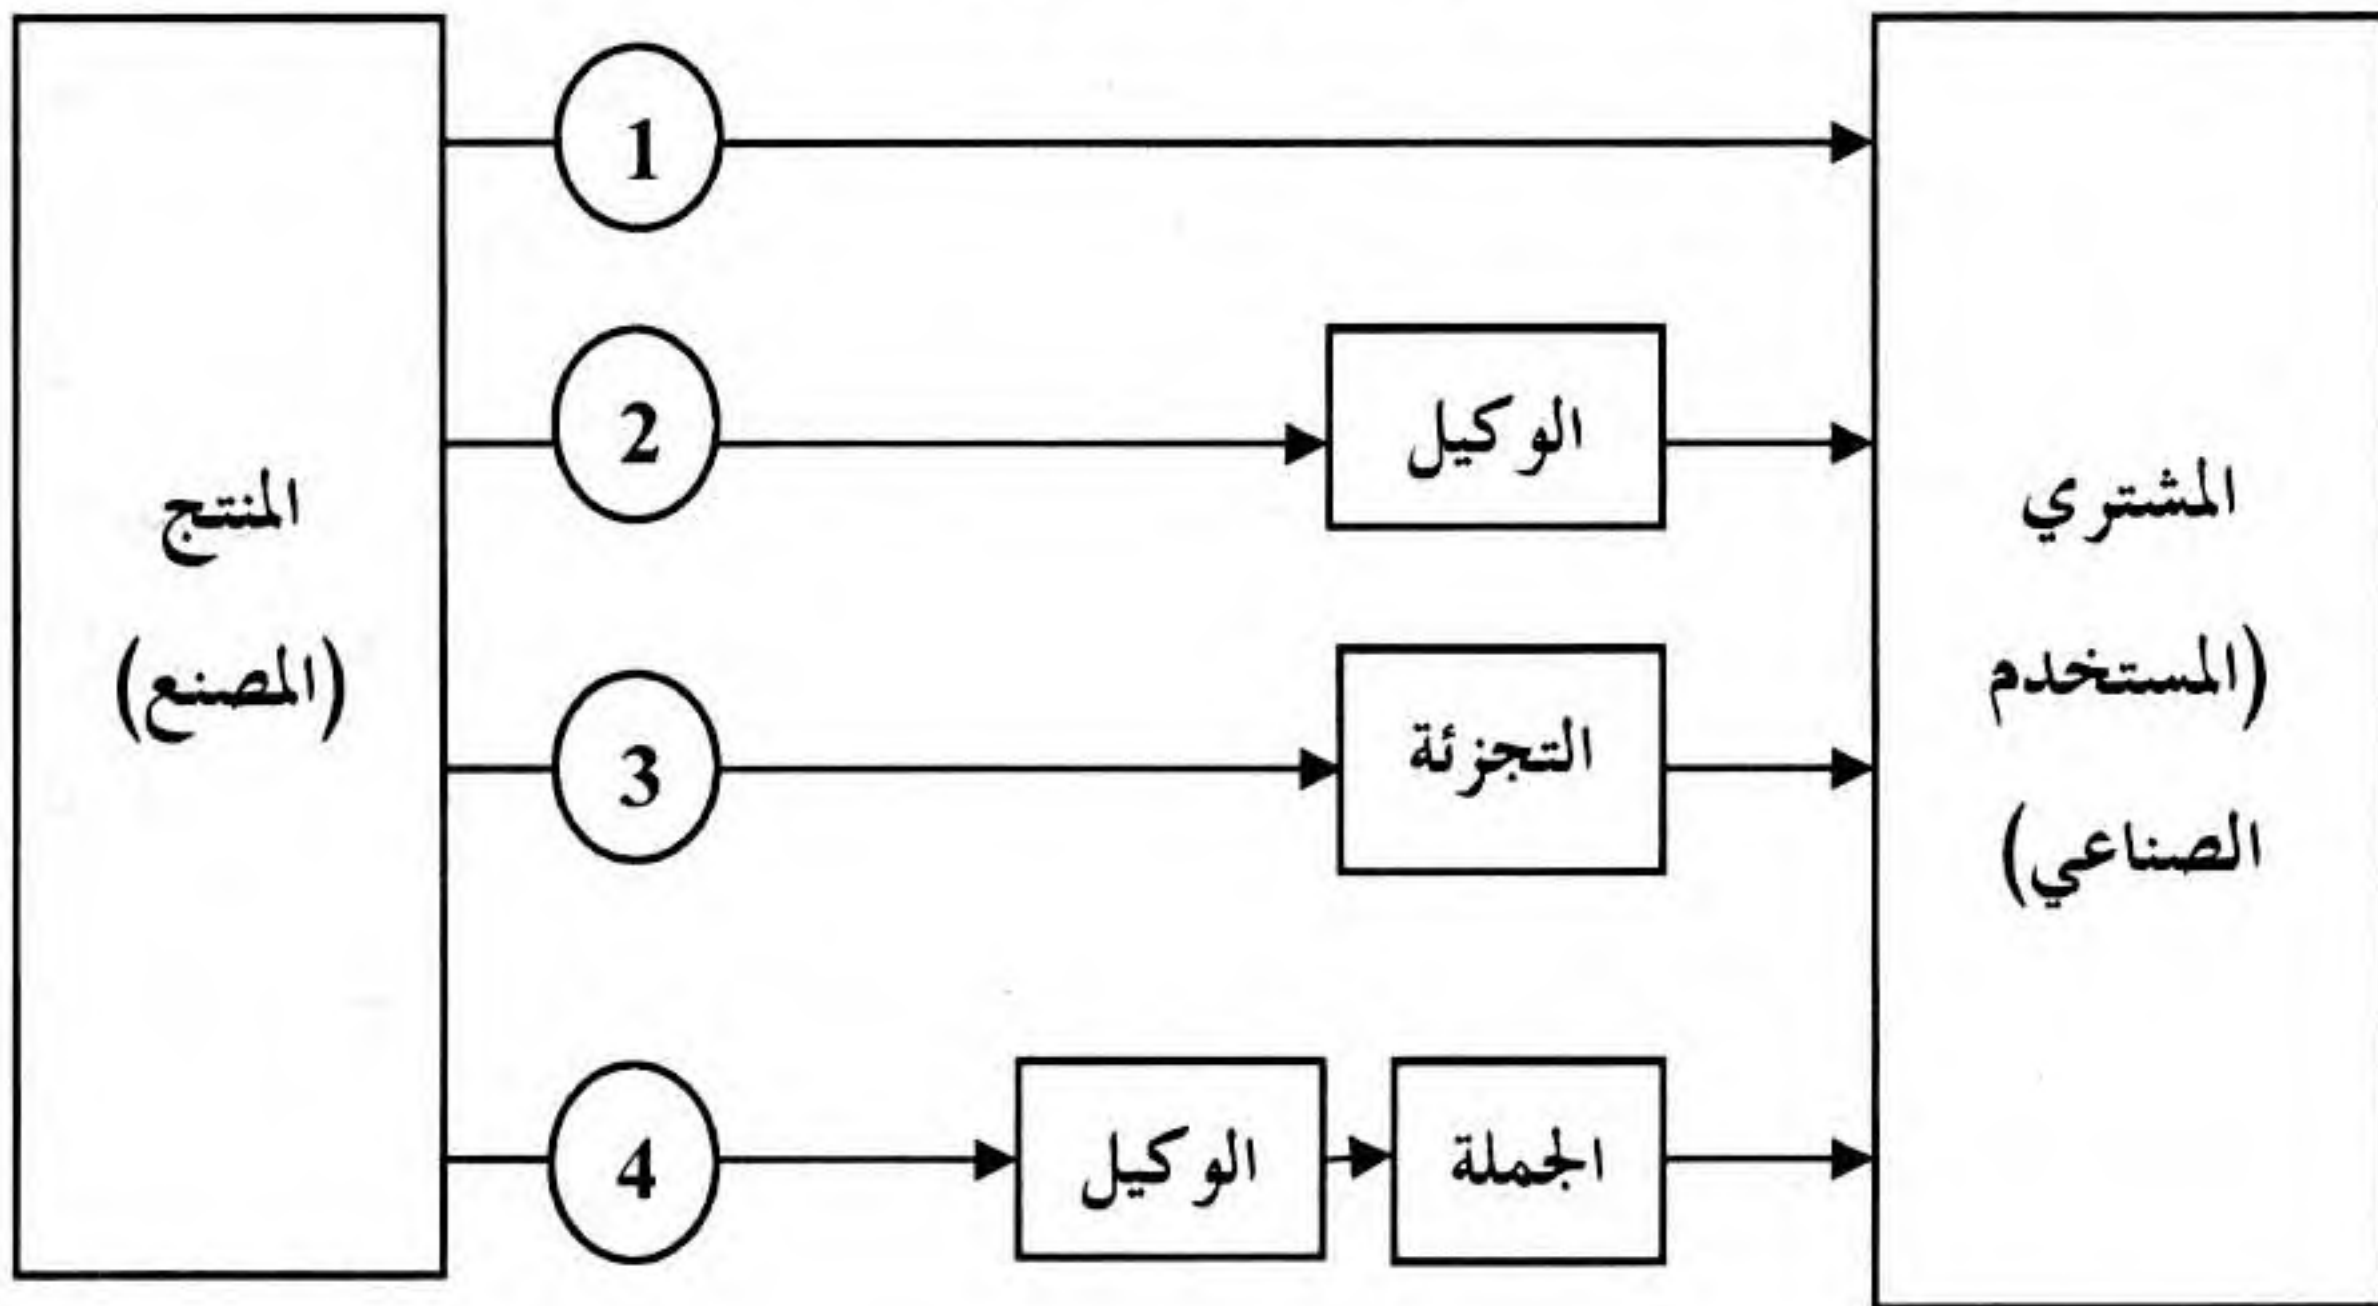 المنتج
(المصنع)
1
2
الوكيل
3
التجزئة
4
الوكيل
الجملة
المشتري
(المستخدم
الصناعي)